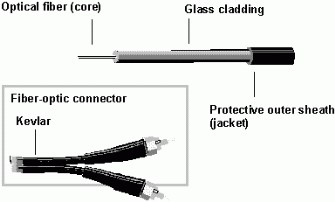 Optical fiber (core)
Glass cladding
Protective outer sheath
(jacket)
Fiber-optic connector
Kevlar